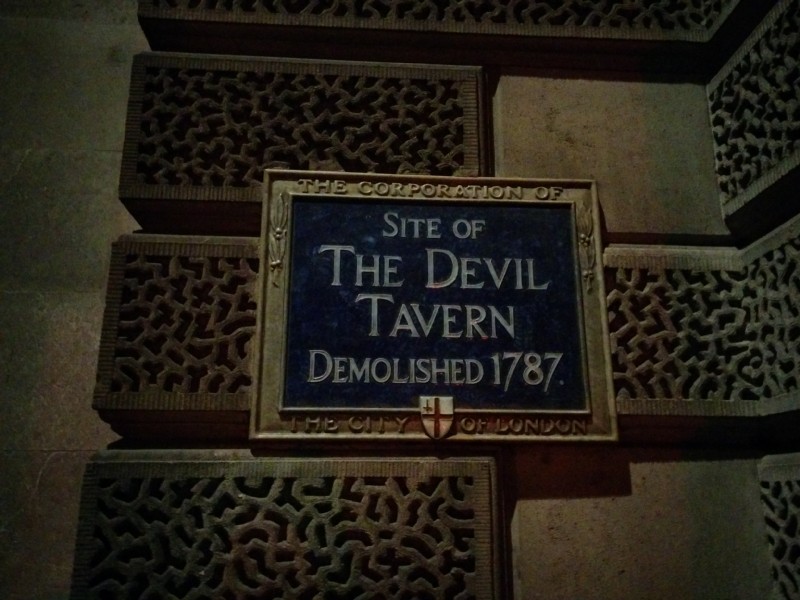 THE CORPORATION OF
SITE OF
THE DEVIL
TAVERN
DEMOLISHED 1787
THE CITY OF LONDON